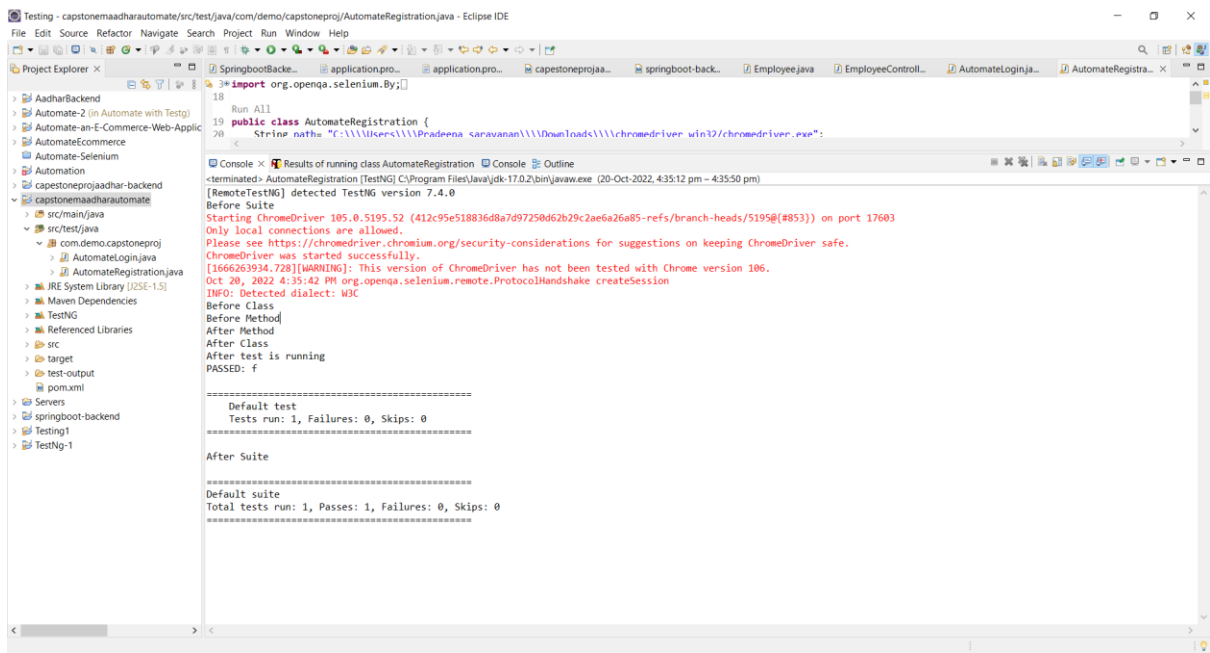 Testing - capstonemaadharautomate/src/test/java/com/demo/capstoneproj/AutomateRegistration.java - Eclipse IDE
File Edit Source Refactor Navigate Search Project Run Window Help
Project Explorer
SpringbootBacke... application.pro... application.pro... capestoneprojaa... springboot-back... Employee.java EmployeeControll... AutomateLogin.ja... AutomateRegistra...
AadharBackend
Automate-2 (in Automate with Testg)
Automate-an-E-Commerce-Web-Applic
AutomateEcommerce
Automate-Selenium
Automation
capestoneprojaadhar-backend
capstonemaadharautomate
src/main/java
src/test/java
com.demo.capstoneproj
AutomateLogin.java
AutomateRegistration.java
JRE System Library [J2SE-1.5]
Maven Dependencies
TestNG
Referenced Libraries
src
target
test-output
pom.xml
Servers
springboot-backend
Testing1
TestNg-1
3 import org.openqa.selenium.By;
18
Run All
19 public class AutomateRegistration {
20 String path= "C:\\\\Users\\\\Pradeepa saravanan\\\\Downloads\\\\chromedriver_win32/chromedriver.exe";
Console Results of running class AutomateRegistration Console Outline
<terminated> AutomateRegistration [TestNG] C:\Program Files\Java\jdk-17.0.2\bin\javaw.exe (20-Oct-2022, 4:35:12 pm – 4:35:50 pm)
[RemoteTestNG] detected TestNG version 7.4.0
Before Suite
Starting ChromeDriver 105.0.5195.52 (412c95e518836d8a7d97250d62b29c2ae6a26a85-refs/branch-heads/5195@{#853}) on port 17603
Only local connections are allowed.
Please see https://chromedriver.chromium.org/security-considerations for suggestions on keeping ChromeDriver safe.
ChromeDriver was started successfully.
[1666263934.728][WARNING]: This version of ChromeDriver has not been tested with Chrome version 106.
Oct 20, 2022 4:35:42 PM org.openqa.selenium.remote.ProtocolHandshake createSession
INFO: Detected dialect: W3C
Before Class
Before Method
After Method
After Class
After test is running
PASSED: f
===============================================
Default test
Tests run: 1, Failures: 0, Skips: 0
===============================================
After Suite
===============================================
Default suite
Total tests run: 1, Passes: 1, Failures: 0, Skips: 0
===============================================